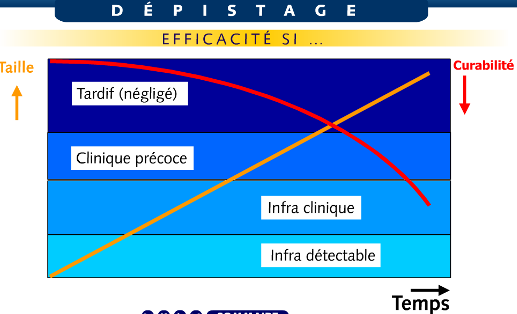 DÉPISTAGE
EFFICACITÉ SI ...
Taille
Curabilité
Tardif (négligé)
Clinique précoce
Infra clinique
Infra détectable
Temps